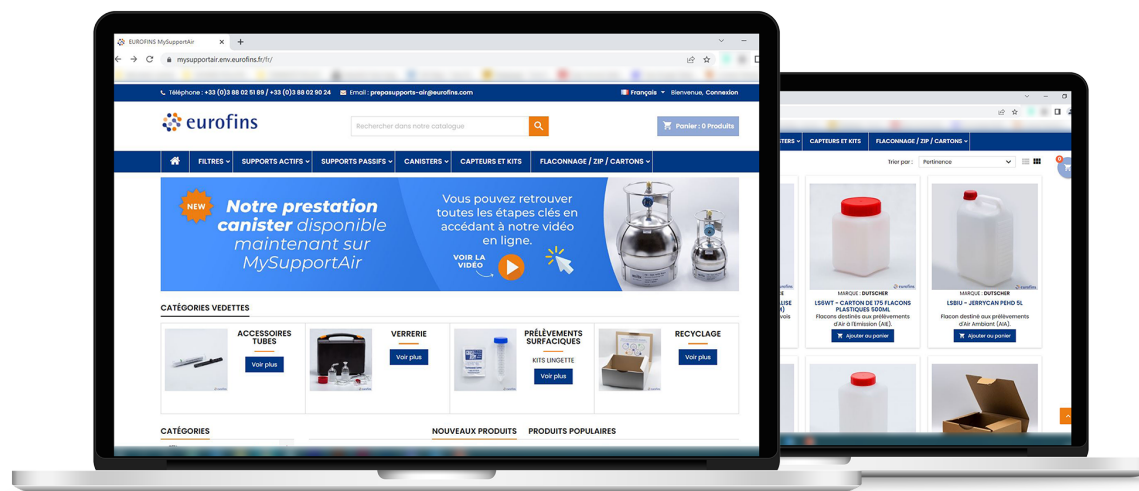 EUROFINS MySupportAir
mysupportair.env.eurofins.fr/fr/
Téléphone : +33 (0)3 88 02 51 89 / +33 (0)3 88 02 90 24 Email : prepasupports-air@eurofins.com Français Bienvenue, Connexion
eurofins
Rechercher dans notre catalogue
Panier : 0 Produits
FILTRES SUPPORTS ACTIFS SUPPORTS PASSIFS CANISTERS CAPTEURS ET KITS FLACONNAGE / ZIP / CARTONS
NEW
Notre prestation
canister disponible
maintenant sur
MySupportAir
Vous pouvez retrouver
toutes les étapes clés en
accédant à notre vidéo
en ligne.
VOIR LA
VIDÉO
CATÉGORIES VEDETTES
ACCESSOIRES
TUBES
Voir plus
VERRERIE
Voir plus
PRÉLÈVEMENTS
SURFACIQUES
KITS LINGETTE
Voir plus
RECYCLAGE
Voir plus
CATÉGORIES
NOUVEAUX PRODUITS PRODUITS POPULAIRES
CAPTEURS ET KITS FLACONNAGE / ZIP / CARTONS
Trier par : Pertinence
0
MARQUE : DUTSCHER
LS6WT - CARTON DE 175 FLACONS
PLASTIQUES 500ML
Flacons destiné aux prélèvements
d'Air à l'Emission (AIE).
Ajouter au panier
MARQUE : DUTSCHER
LSBIU - JERRYCAN PEHD 5L
Flacon destiné aux prélèvements
d'Air Ambiant (AIA).
Ajouter au panier